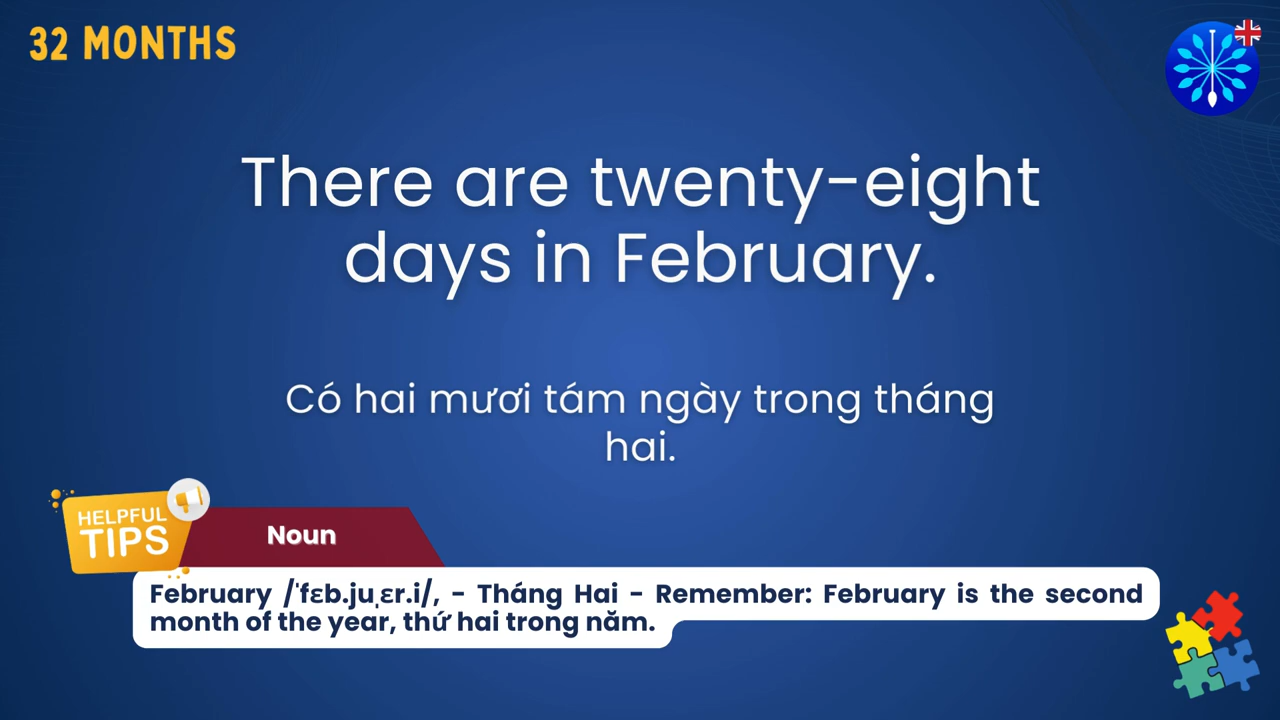 32 MONTHS
There are twenty-eight
days in February.
Có hai mươi tám ngày trong tháng
hai.
HELPFUL
TIPS
Noun
February /ˈfɛb.juˌɛr.i/, - Tháng Hai - Remember: February is the second
month of the year, thứ hai trong năm.